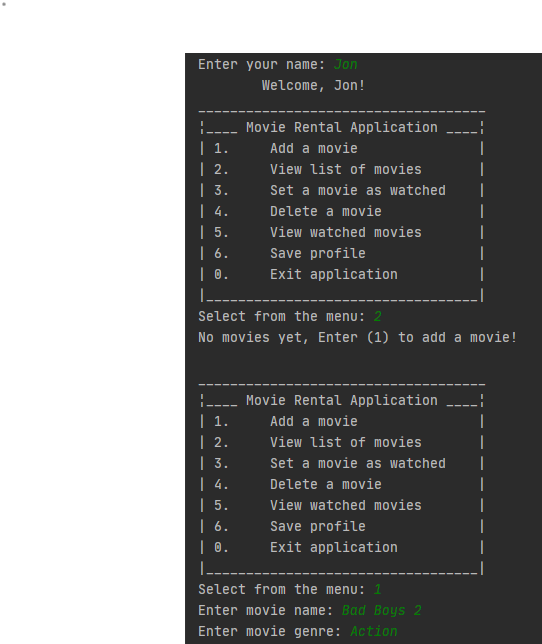 Enter your name: Jon
Welcome, Jon!
____________________________________
¦____ Movie Rental Application ____¦
| 1.     Add a movie               |
| 2.     View list of movies       |
| 3.     Set a movie as watched    |
| 4.     Delete a movie            |
| 5.     View watched movies       |
| 6.     Save profile              |
| 0.     Exit application          |
|__________________________________|
Select from the menu: 2
No movies yet, Enter (1) to add a movie!
____________________________________
¦____ Movie Rental Application ____¦
| 1.     Add a movie               |
| 2.     View list of movies       |
| 3.     Set a movie as watched    |
| 4.     Delete a movie            |
| 5.     View watched movies       |
| 6.     Save profile              |
| 0.     Exit application          |
|__________________________________|
Select from the menu: 1
Enter movie name: Bad Boys 2
Enter movie genre: Action